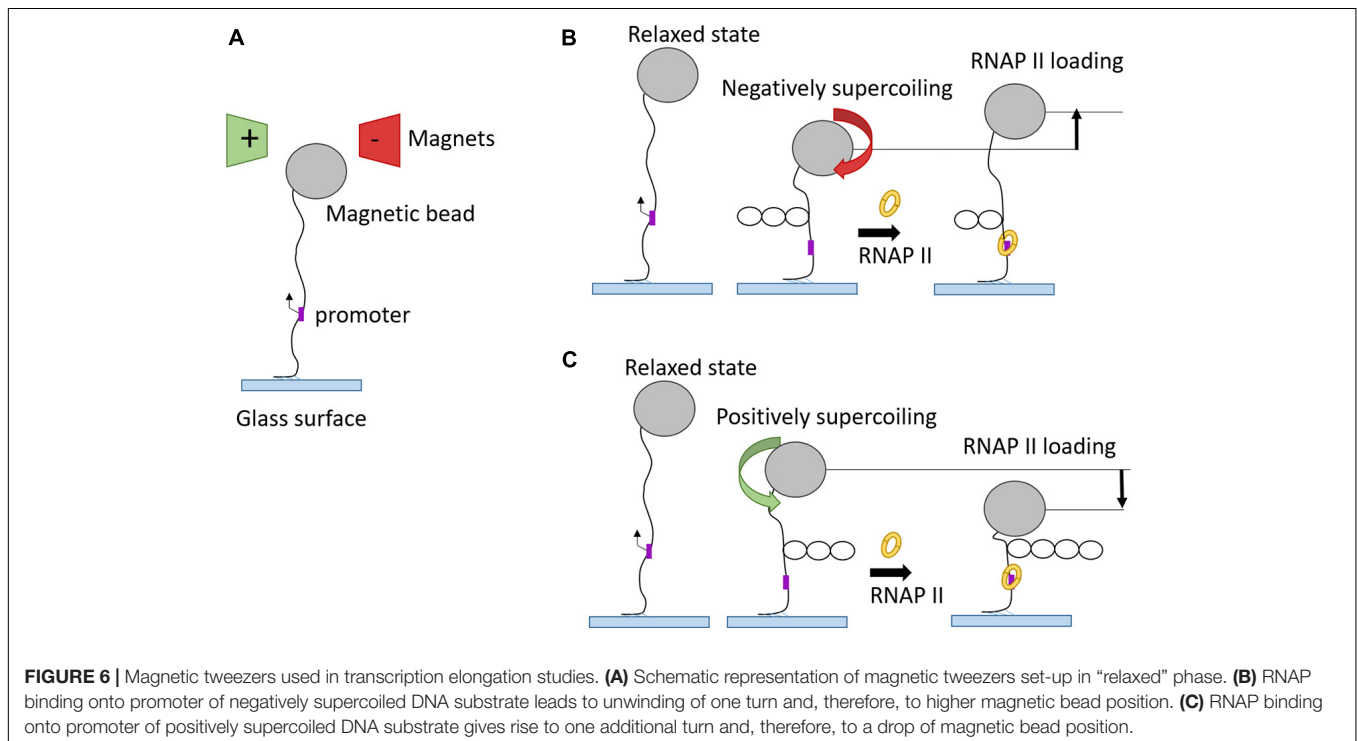 A
+
-
Magnets
Magnetic bead
promoter
Glass surface
B
Relaxed state
Negatively supercoiling
RNAP II loading
RNAP II
C
Relaxed state
Positively supercoiling
RNAP II loading
RNAP II
FIGURE 6 | Magnetic tweezers used in transcription elongation studies. (A) Schematic representation of magnetic tweezers set-up in “relaxed” phase. (B) RNAP
binding onto promoter of negatively supercoiled DNA substrate leads to unwinding of one turn and, therefore, to higher magnetic bead position. (C) RNAP binding
onto promoter of positively supercoiled DNA substrate gives rise to one additional turn and, therefore, to a drop of magnetic bead position.